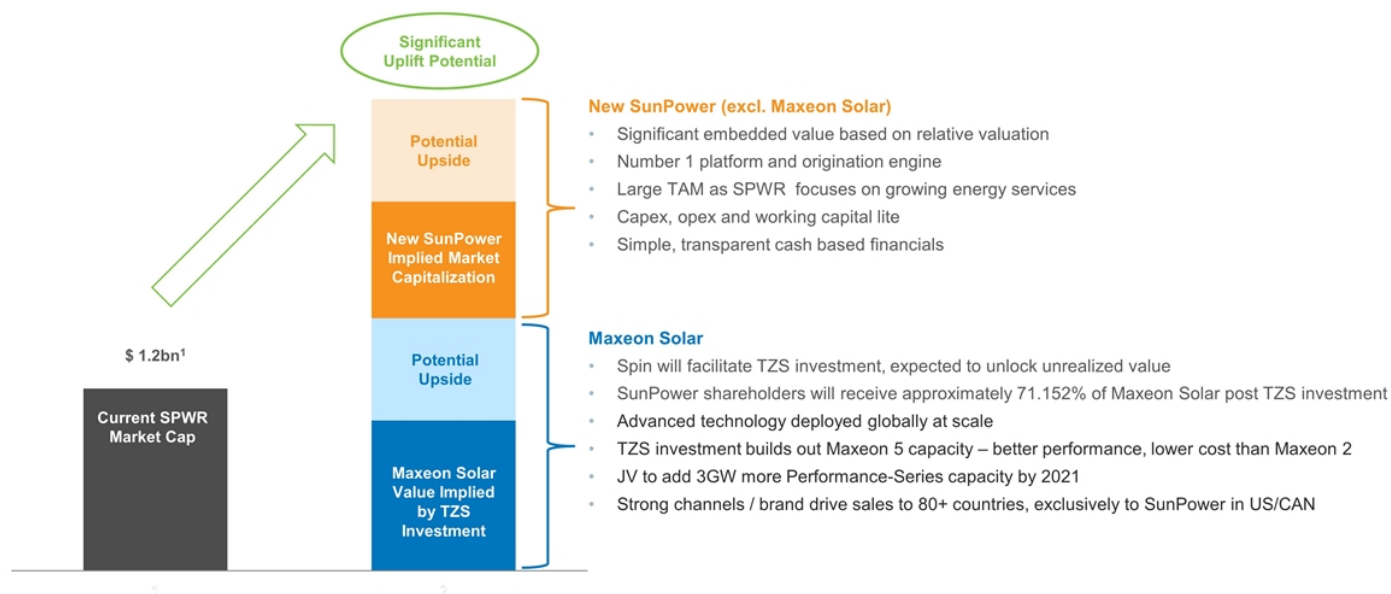 Significant
Uplift Potential
Potential
Upside
New SunPower
Implied Market
Capitalization
Potential
Upside
Maxeon Solar
Value Implied
by TZS
Investment
$ 1.2bn¹
Current SPWR
Market Cap
New SunPower (excl. Maxeon Solar)
• Significant embedded value based on relative valuation
• Number 1 platform and origination engine
• Large TAM as SPWR focuses on growing energy services
• Capex, opex and working capital lite
• Simple, transparent cash based financials
Maxeon Solar
• Spin will facilitate TZS investment, expected to unlock unrealized value
• SunPower shareholders will receive approximately 71.152% of Maxeon Solar post TZS investment
• Advanced technology deployed globally at scale
• TZS investment builds out Maxeon 5 capacity – better performance, lower cost than Maxeon 2
• JV to add 3GW more Performance-Series capacity by 2021
• Strong channels / brand drive sales to 80+ countries, exclusively to SunPower in US/CAN